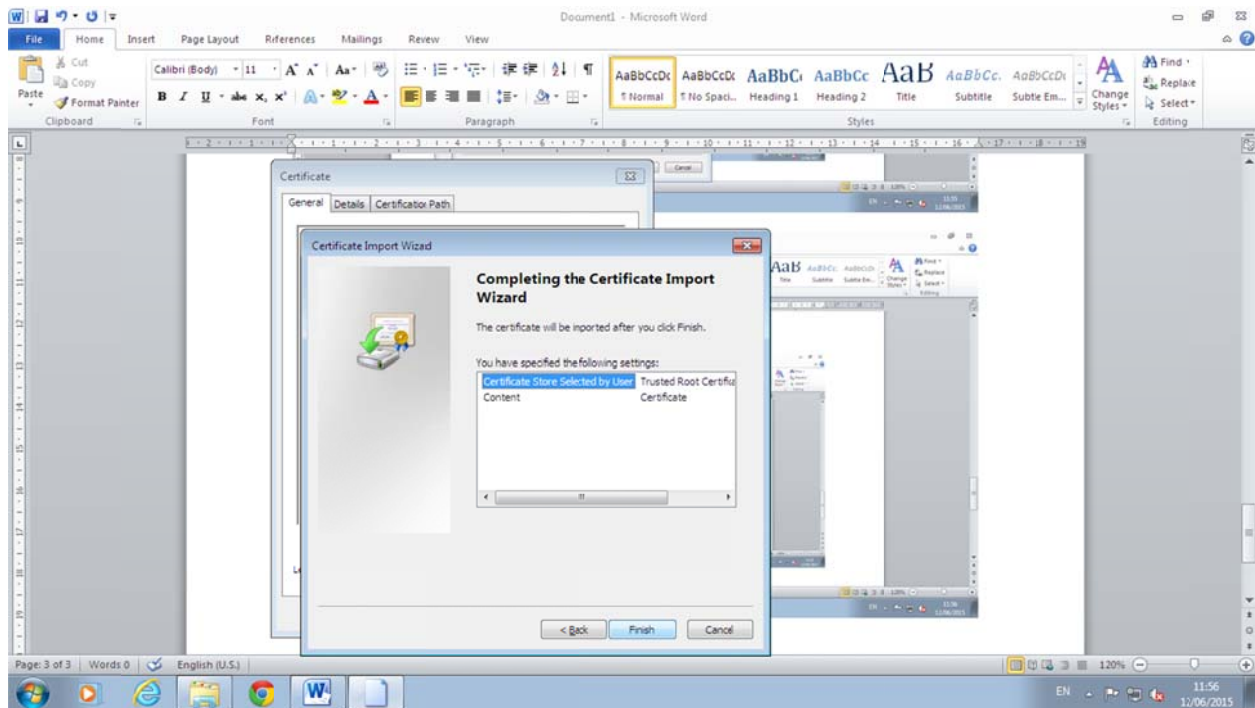 Document1 - Microsoft Word
File Home Insert Page Layout References Mailings Review View
Cut
Copy
Format Painter
Paste
Clipboard
Calibri (Body) 11
Font
Paragraph
AaBbCcDc AaBbCcDc AaBbC AaBbCc AaB AaBbCc. AaBbCcDc
¶ Normal ¶ No Spaci... Heading 1 Heading 2 Title Subtitle Subtle Em...
Change Styles
Styles
Find
Replace
Select
Editing
Certificate
General Details Certification Path
Certificate Import Wizard
Completing the Certificate Import
Wizard
The certificate will be imported after you click Finish.
You have specified the following settings:
Certificate Store Selected by User Trusted Root Certifica
Content Certificate
< Back Finish Cancel
Page: 3 of 3 Words 0 English (U.S.) 120%
EN 11:56
12/06/2015